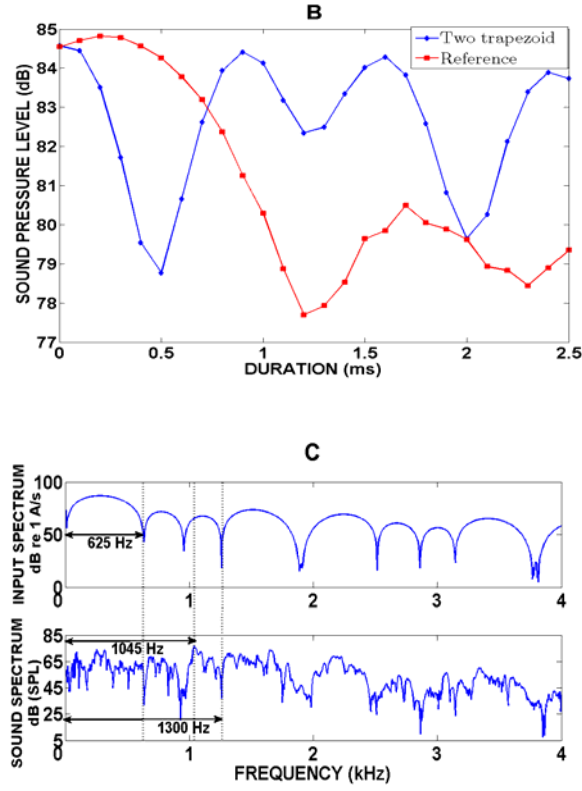 B
85
84
83
82
81
80
79
78
77
SOUND PRESSURE LEVEL (dB)
Two trapezoid
Reference
0 0.5 1 1.5 2 2.5
DURATION (ms)
C
INPUT SPECTRUM
dB re 1 A/s
100
50
0
625 Hz
0 1 2 3 4
SOUND SPECTRUM
dB (SPL)
85
65
45
25
5
1045 Hz
1300 Hz
0 1 2 3 4
FREQUENCY (kHz)